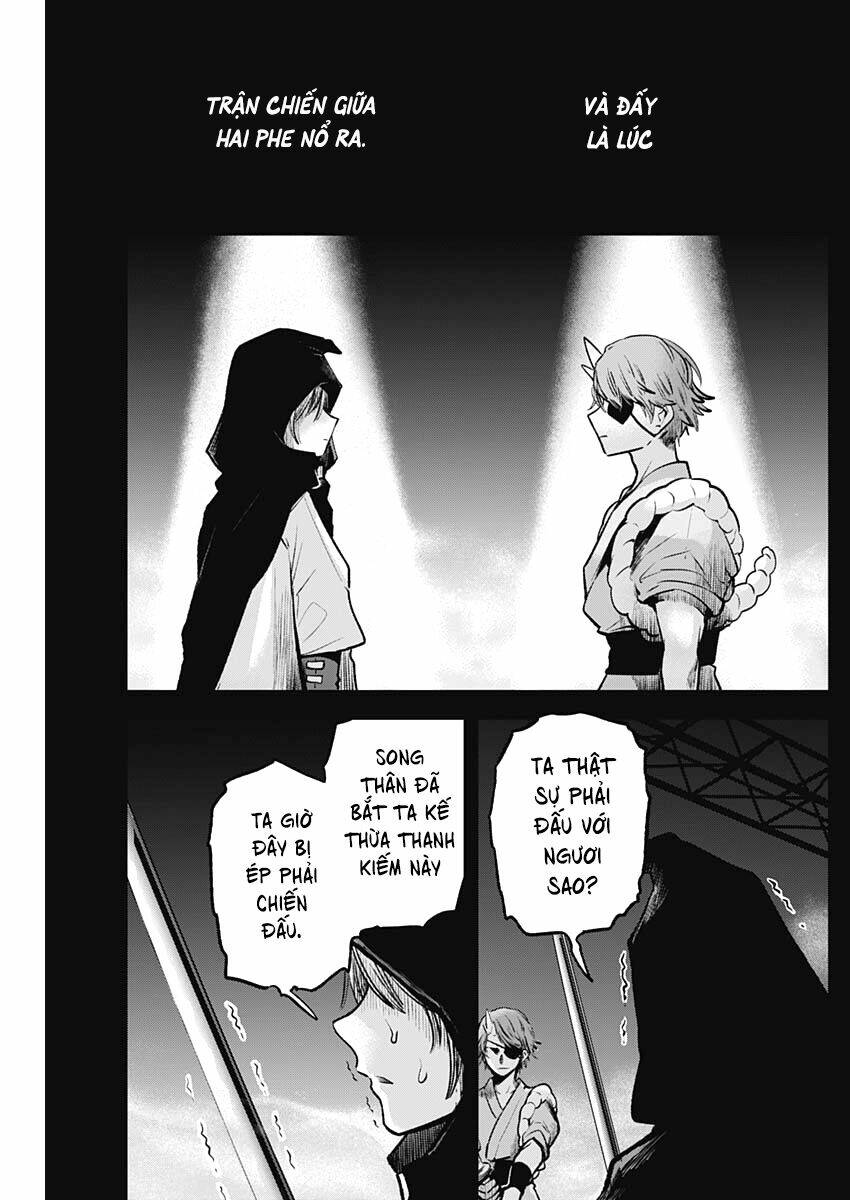 VÀ ĐẤY
LÀ LÚC
TRẬN CHIẾN GIỮA
HAI PHE NỔ RA.
TA THẬT
SỰ PHẢI
ĐẤU VỚI
NGƯƠI
SAO?
SONG
THÂN ĐÃ
BẮT TA KẾ
THỪA THANH
KIẾM NÀY
TA GIỜ
ĐÂY BỊ
ÉP PHẢI
CHIẾN
ĐẤU.